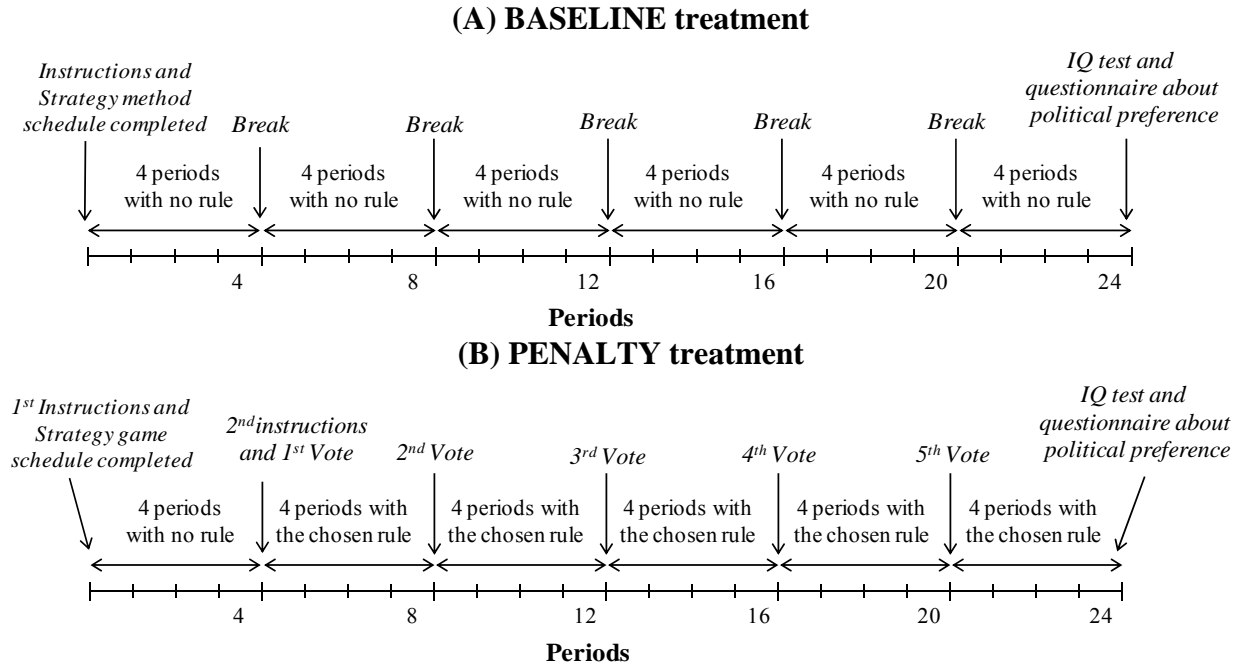 (A) BASELINE treatment
Instructions and
Strategy method
schedule completed
Break
Break
Break
Break
Break
IQ test and
questionnaire about
political preference
4 periods
with no rule
4 periods
with no rule
4 periods
with no rule
4 periods
with no rule
4 periods
with no rule
4 periods
with no rule
4
8
12
16
20
24
Periods
(B) PENALTY treatment
1st Instructions and
Strategy game
schedule completed
2nd instructions
and 1st Vote
2nd Vote
3rd Vote
4th Vote
5th Vote
IQ test and
questionnaire about
political preference
4 periods
with no rule
4 periods with
the chosen rule
4 periods with
the chosen rule
4 periods with
the chosen rule
4 periods with
the chosen rule
4 periods with
the chosen rule
4
8
12
16
20
24
Periods